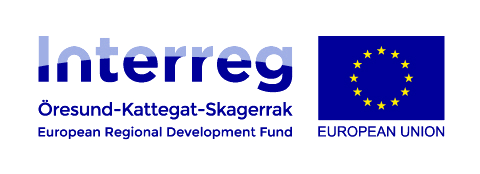 Interreg
Öresund-Kattegat-Skagerrak
European Regional Development Fund
EUROPEAN UNION